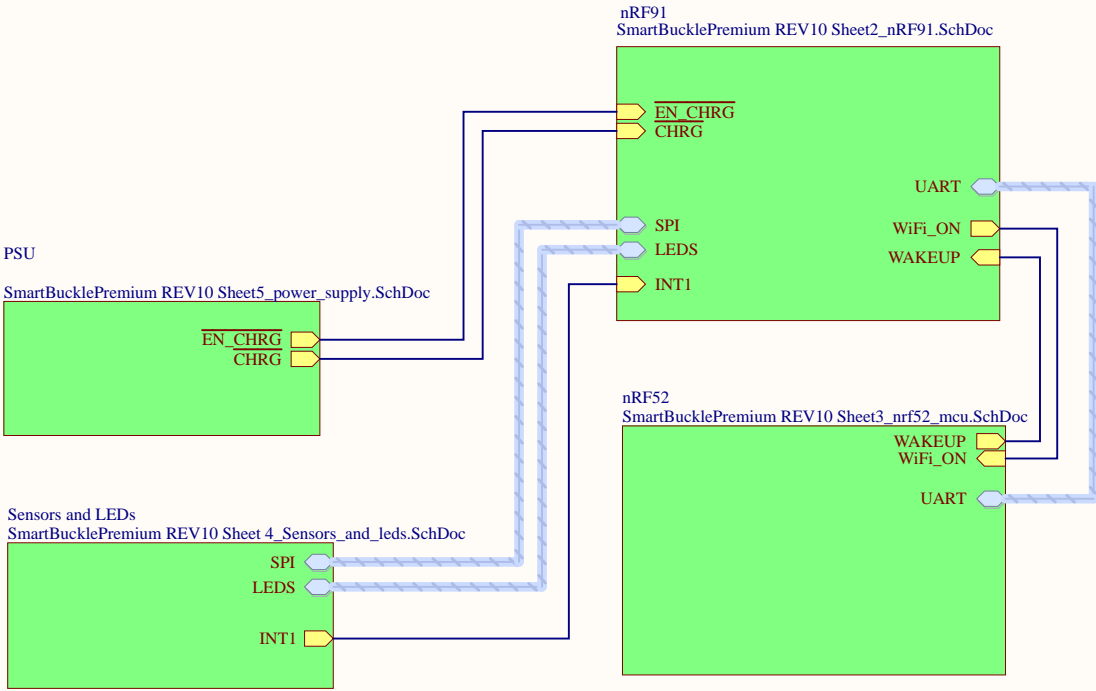 nRF91
SmartBucklePremium REV10 Sheet2_nRF91.SchDoc
EN_CHRG
CHRG
UART
SPI
WiFi_ON
LEDS
WAKEUP
INT1
PSU
SmartBucklePremium REV10 Sheet5_power_supply.SchDoc
EN_CHRG
CHRG
nRF52
SmartBucklePremium REV10 Sheet3_nrf52_mcu.SchDoc
WAKEUP
WiFi_ON
UART
Sensors and LEDs
SmartBucklePremium REV10 Sheet 4_Sensors_and_leds.SchDoc
SPI
LEDS
INT1